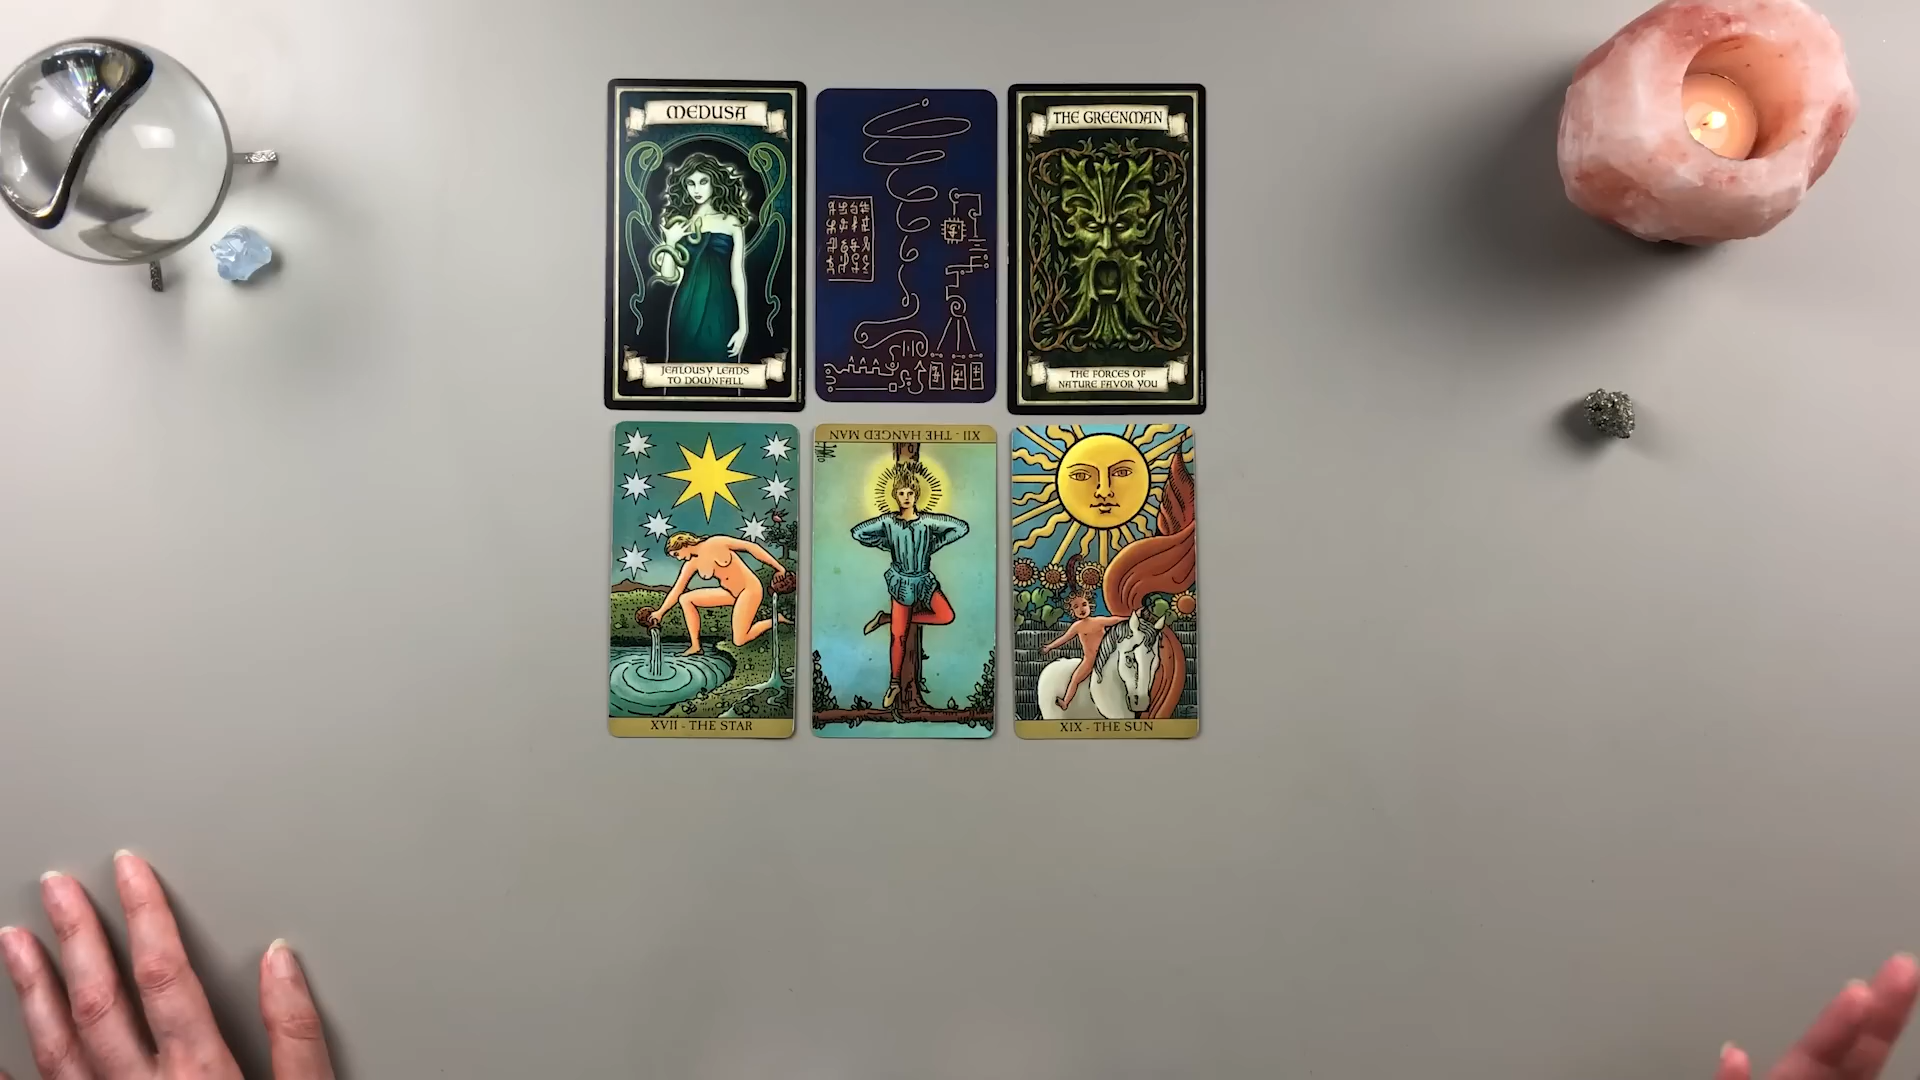 MEDUSA
JEALOUSY LEADS
TO DOWNFALL
THE GREENMAN
THE FORCES OF
NATURE FAVOR YOU
XVII - THE STAR
XII - THE HANGED MAN
XIX - THE SUN